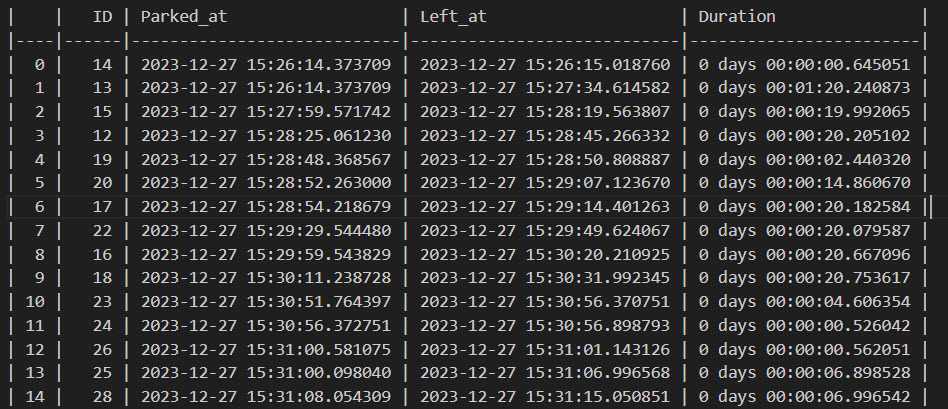 |    |   ID | Parked_at                  | Left_at                    | Duration               |
|----|------|----------------------------|----------------------------|------------------------|
|  0 |   14 | 2023-12-27 15:26:14.373709 | 2023-12-27 15:26:15.018760 | 0 days 00:00:00.645051 |
|  1 |   13 | 2023-12-27 15:26:14.373709 | 2023-12-27 15:27:34.614582 | 0 days 00:01:20.240873 |
|  2 |   15 | 2023-12-27 15:27:59.571742 | 2023-12-27 15:28:19.563807 | 0 days 00:00:19.992065 |
|  3 |   12 | 2023-12-27 15:28:25.061230 | 2023-12-27 15:28:45.266332 | 0 days 00:00:20.205102 |
|  4 |   19 | 2023-12-27 15:28:48.368567 | 2023-12-27 15:28:50.808887 | 0 days 00:00:02.440320 |
|  5 |   20 | 2023-12-27 15:28:52.263000 | 2023-12-27 15:29:07.123670 | 0 days 00:00:14.860670 |
|  6 |   17 | 2023-12-27 15:28:54.218679 | 2023-12-27 15:29:14.401263 | 0 days 00:00:20.182584 |
|  7 |   22 | 2023-12-27 15:29:29.544480 | 2023-12-27 15:29:49.624067 | 0 days 00:00:20.079587 |
|  8 |   16 | 2023-12-27 15:29:59.543829 | 2023-12-27 15:30:20.210925 | 0 days 00:00:20.667096 |
|  9 |   18 | 2023-12-27 15:30:11.238728 | 2023-12-27 15:30:31.992345 | 0 days 00:00:20.753617 |
| 10 |   23 | 2023-12-27 15:30:51.764397 | 2023-12-27 15:30:56.370751 | 0 days 00:00:04.606354 |
| 11 |   24 | 2023-12-27 15:30:56.372751 | 2023-12-27 15:30:56.898793 | 0 days 00:00:00.526042 |
| 12 |   26 | 2023-12-27 15:31:00.581075 | 2023-12-27 15:31:01.143126 | 0 days 00:00:00.562051 |
| 13 |   25 | 2023-12-27 15:31:00.098040 | 2023-12-27 15:31:06.996568 | 0 days 00:00:06.898528 |
| 14 |   28 | 2023-12-27 15:31:08.054309 | 2023-12-27 15:31:15.050851 | 0 days 00:00:06.996542 |